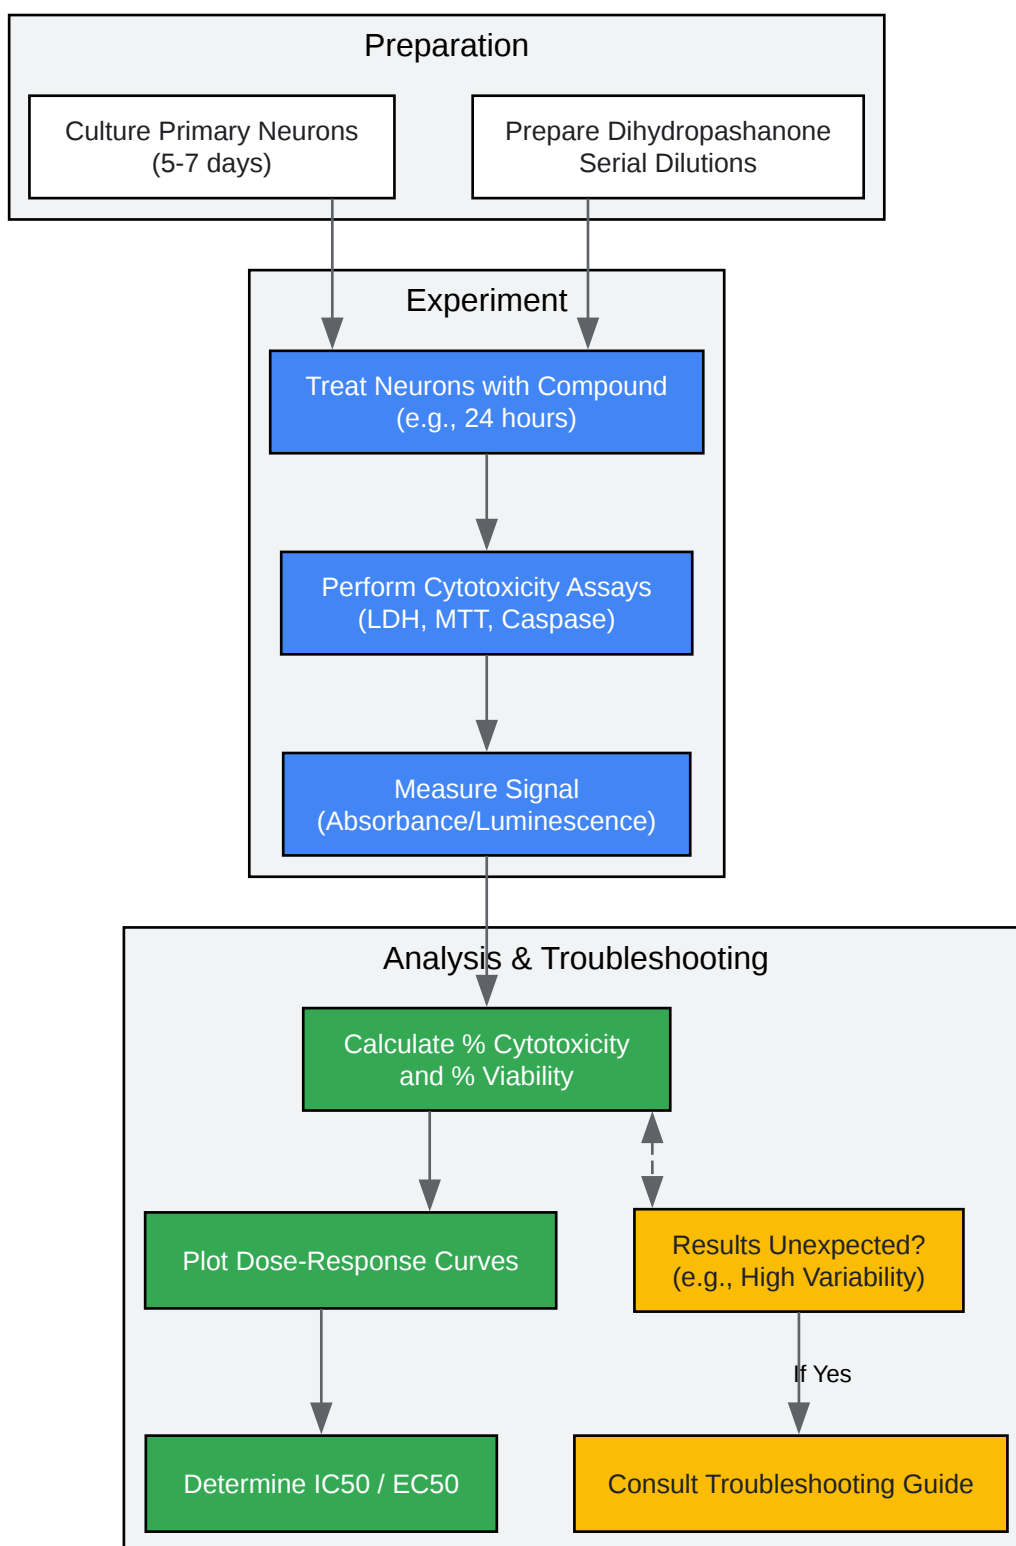 Preparation
Culture Primary Neurons
(5-7 days)
Prepare Dihydropashanone
Serial Dilutions
Experiment
Treat Neurons with Compound
(e.g., 24 hours)
Perform Cytotoxicity Assays
(LDH, MTT, Caspase)
Measure Signal
(Absorbance/Luminescence)
Analysis & Troubleshooting
Calculate % Cytotoxicity
and % Viability
Plot Dose-Response Curves
Results Unexpected?
(e.g., High Variability)
If Yes
Determine IC50 / EC50
Consult Troubleshooting Guide